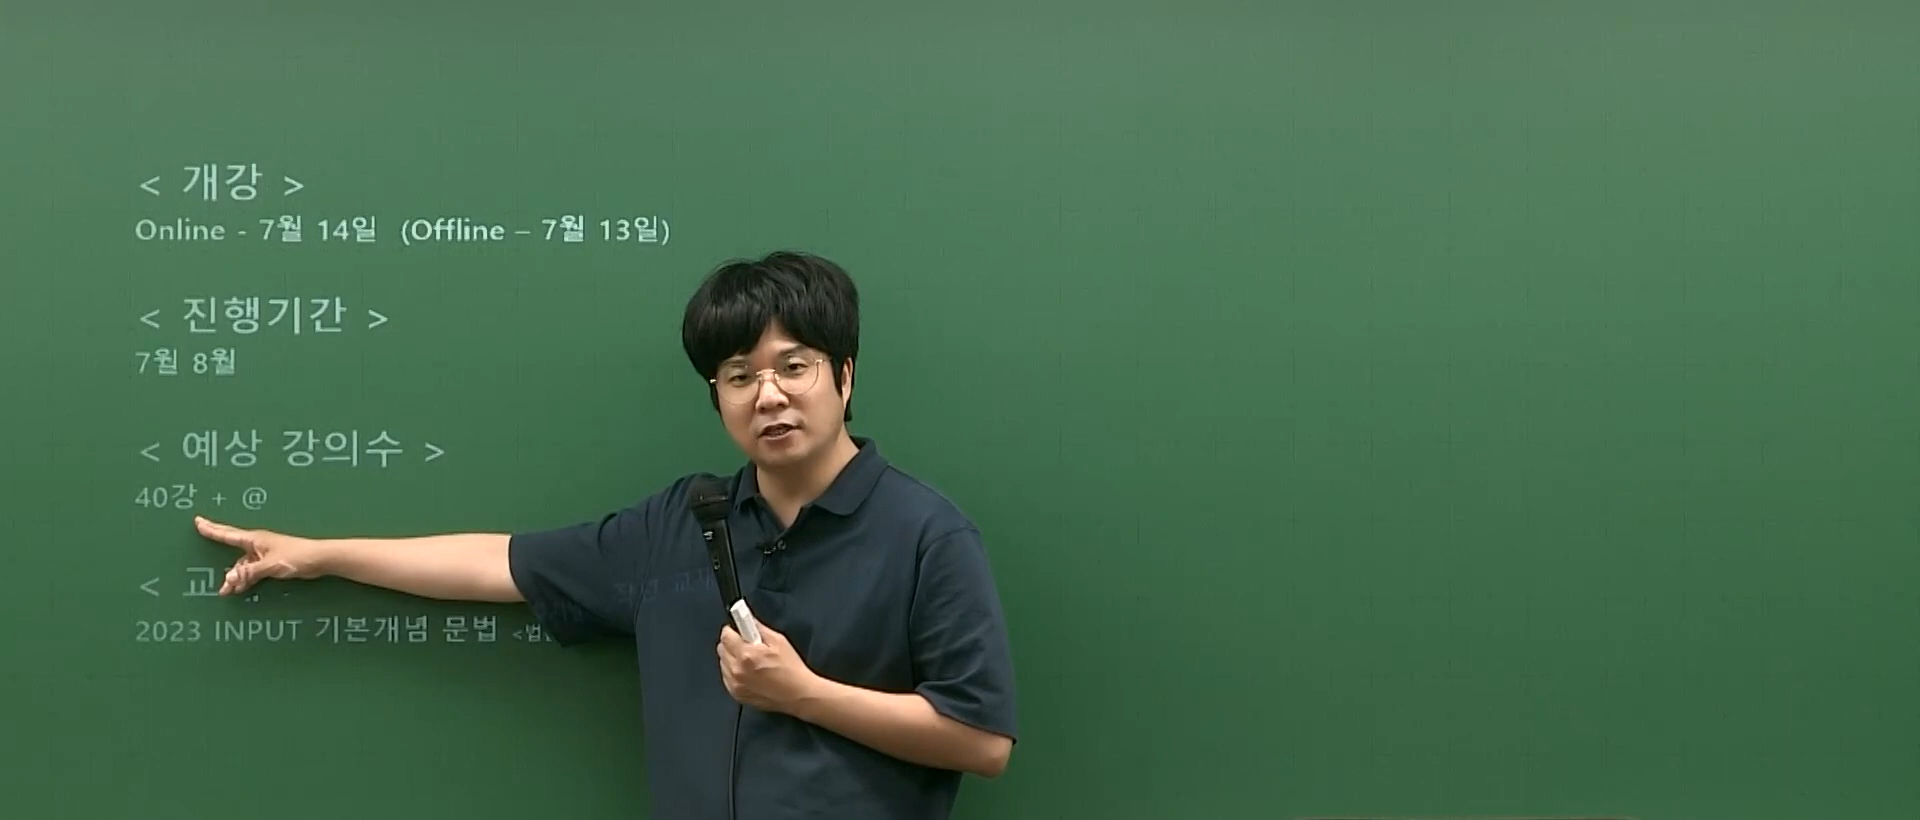 < 개강 >
Online - 7월 14일 (Offline – 7월 13일)
< 진행기간 >
7월 8월
< 예상 강의수 >
40강 + @
< 교재
2023 INPUT 기본개념 문법